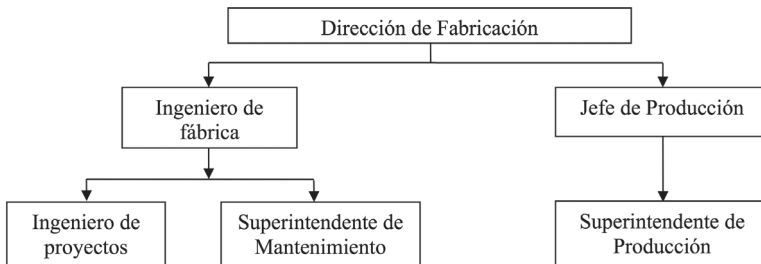 Dirección de Fabricación
Ingeniero de
fábrica
Jefe de Producción
Ingeniero de
proyectos
Superintendente de
Mantenimiento
Superintendente de
Producción